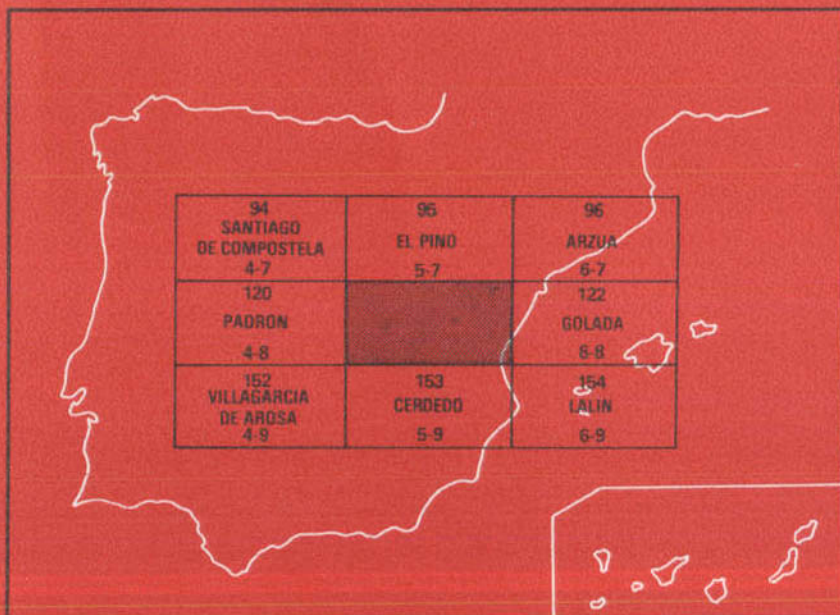 94
SANTIAGO
DE COMPOSTELA
4-7
95
EL PINO
5-7
96
ARZUA
6-7
120
PADRON
4-8
122
GOLADA
6-8
152
VILLAGARCIA
DE AROSA
4-9
153
CERDEDO
5-9
154
LALIN
6-9